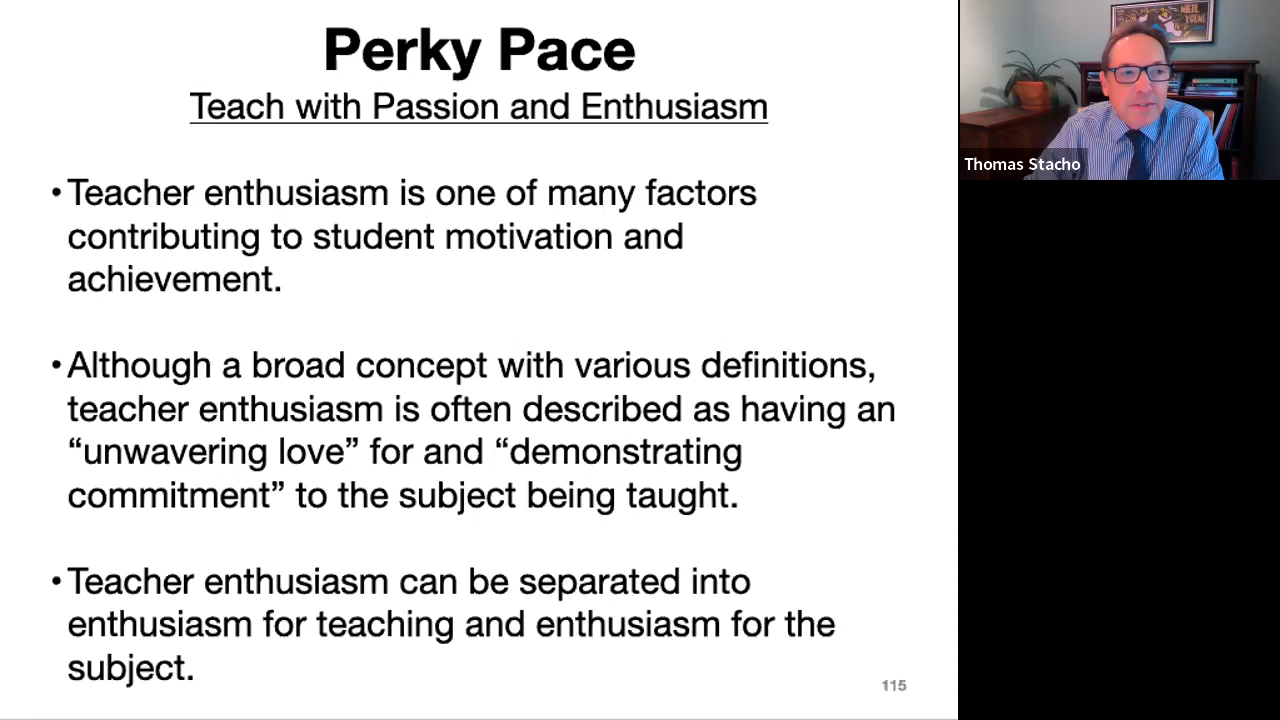 Perky Pace
Teach with Passion and Enthusiasm
•Teacher enthusiasm is one of many factors
contributing to student motivation and
achievement.
•Although a broad concept with various definitions,
teacher enthusiasm is often described as having an
“unwavering love” for and “demonstrating
commitment” to the subject being taught.
•Teacher enthusiasm can be separated into
enthusiasm for teaching and enthusiasm for the
subject.
115
NEIL
YOUNG
Thomas Stacho